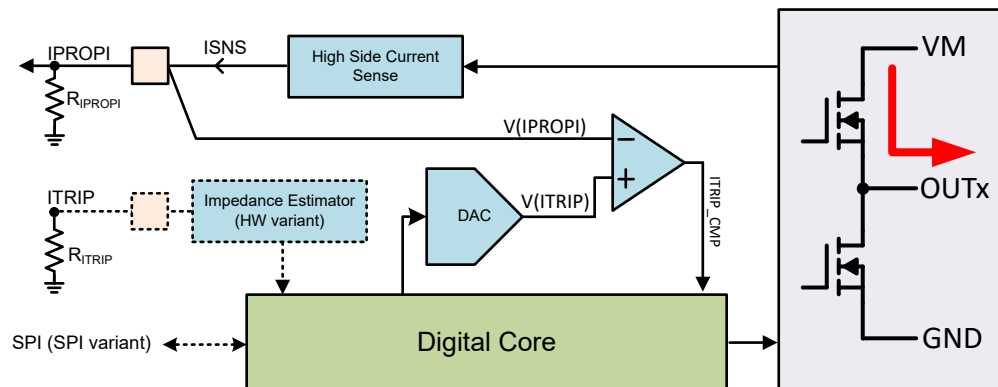 IPROPI
ISNS
High Side Current
Sense
VM
RIPROPI
V(IPROPI)
−
+
ITRIP
Impedance Estimator
(HW variant)
DAC
V(ITRIP)
ITRIP_CMP
OUTx
RITRIP
SPI (SPI variant)
Digital Core
GND